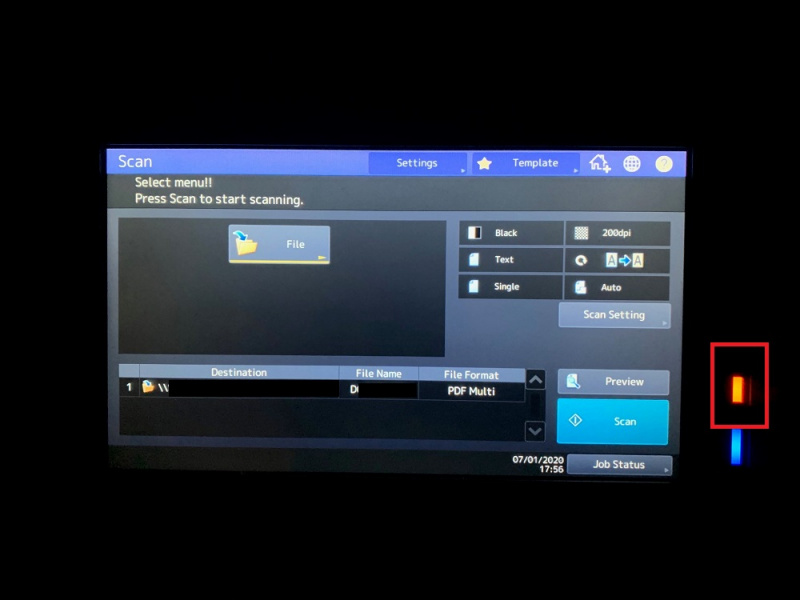 Scan
Settings
Template
?
Select menu!!
Press Scan to start scanning.
File
Black
200dpi
Text
A A
Single
Auto
Scan Setting
Destination File Name File Format
1 \\ PDF Multi
Preview
Scan
07/01/2020
17:56
Job Status